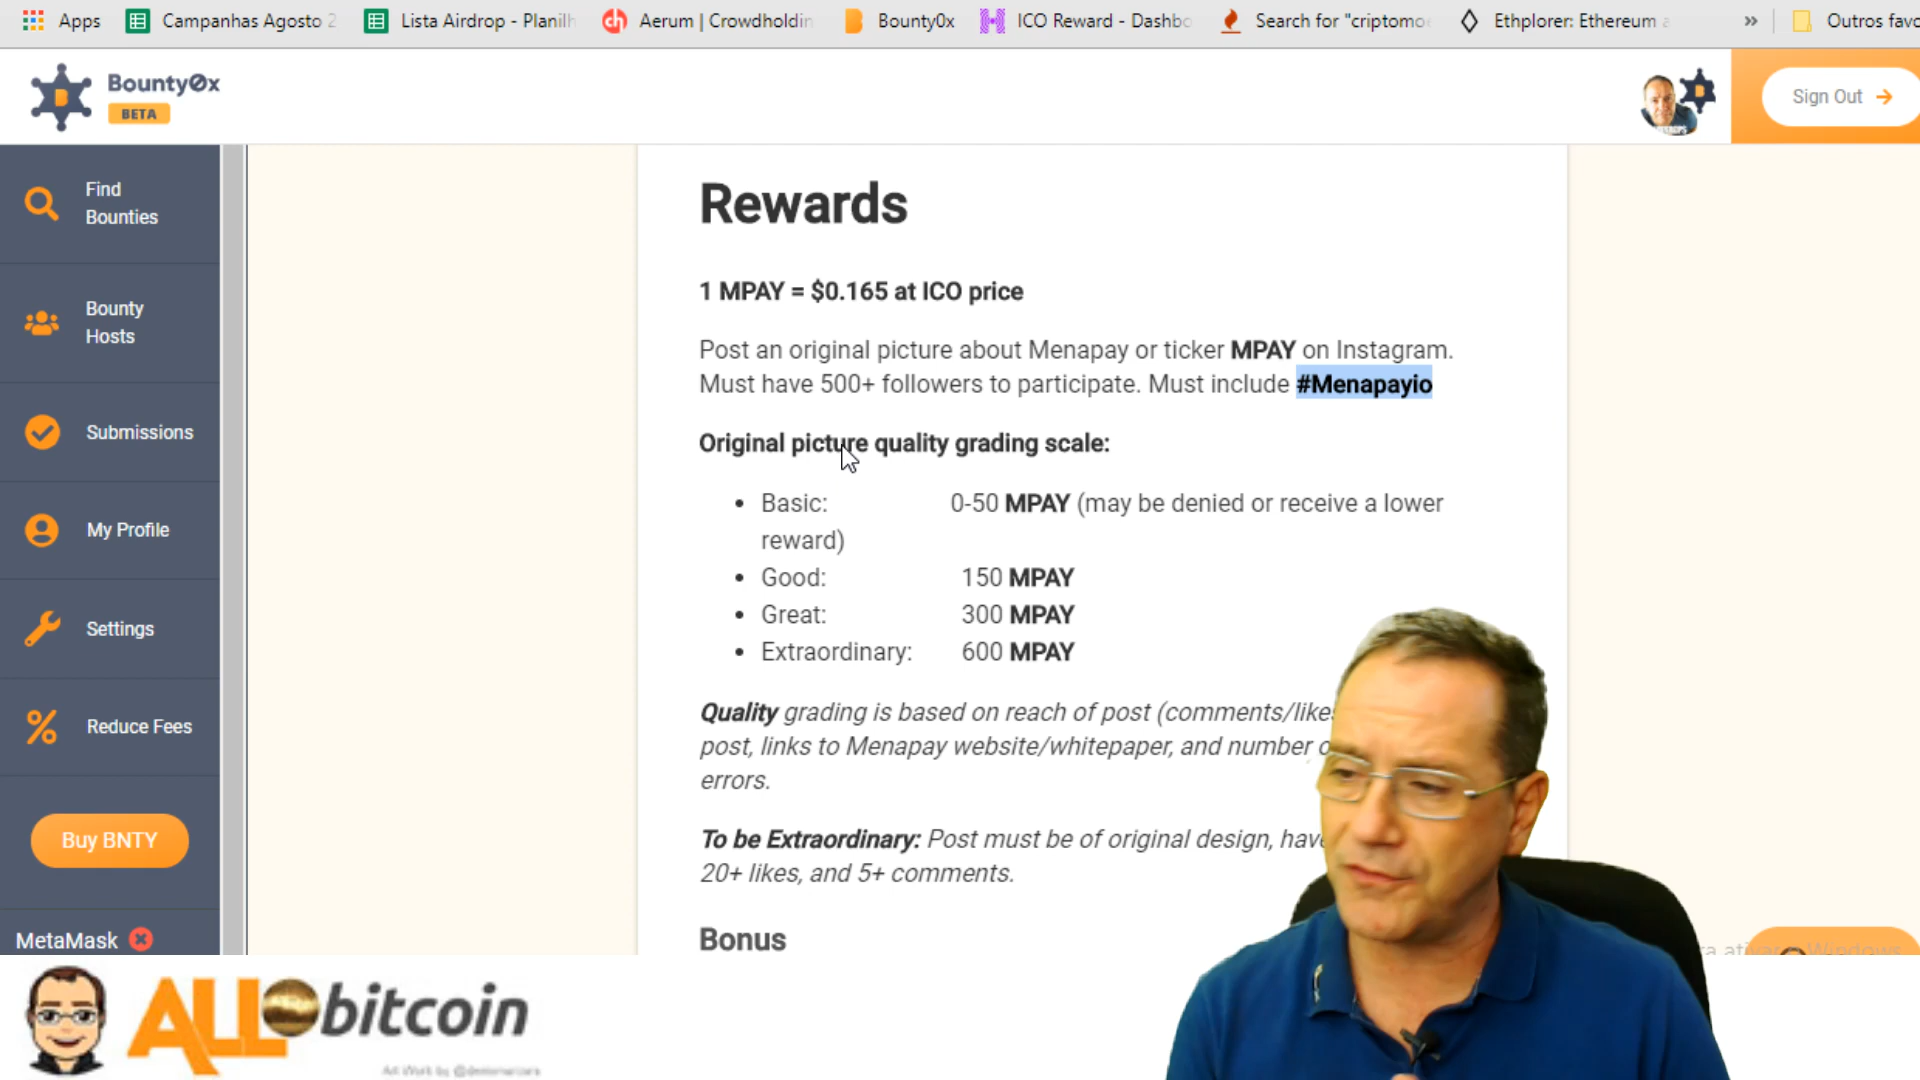 Apps Campanhas Agosto 2 Lista Airdrop - Planilh Aerum | Crowdholdin Bounty0x ICO Reward - Dashbo Search for "criptomo Ethplorer: Ethereum a » Outros favo
Bounty0x
BETA
Sign Out
Find
Bounties
Bounty
Hosts
Submissions
My Profile
Settings
Reduce Fees
Buy BNTY
MetaMask
Rewards
1 MPAY = $0.165 at ICO price
Post an original picture about Menapay or ticker MPAY on Instagram.
Must have 500+ followers to participate. Must include #Menapayio
Original picture quality grading scale:
• Basic: 0-50 MPAY (may be denied or receive a lower
reward)
• Good: 150 MPAY
• Great: 300 MPAY
• Extraordinary: 600 MPAY
Quality grading is based on reach of post (comments/like
post, links to Menapay website/whitepaper, and number o
errors.
To be Extraordinary: Post must be of original design, have
20+ likes, and 5+ comments.
Bonus
Windows
ALLObitcoin
Art Work by